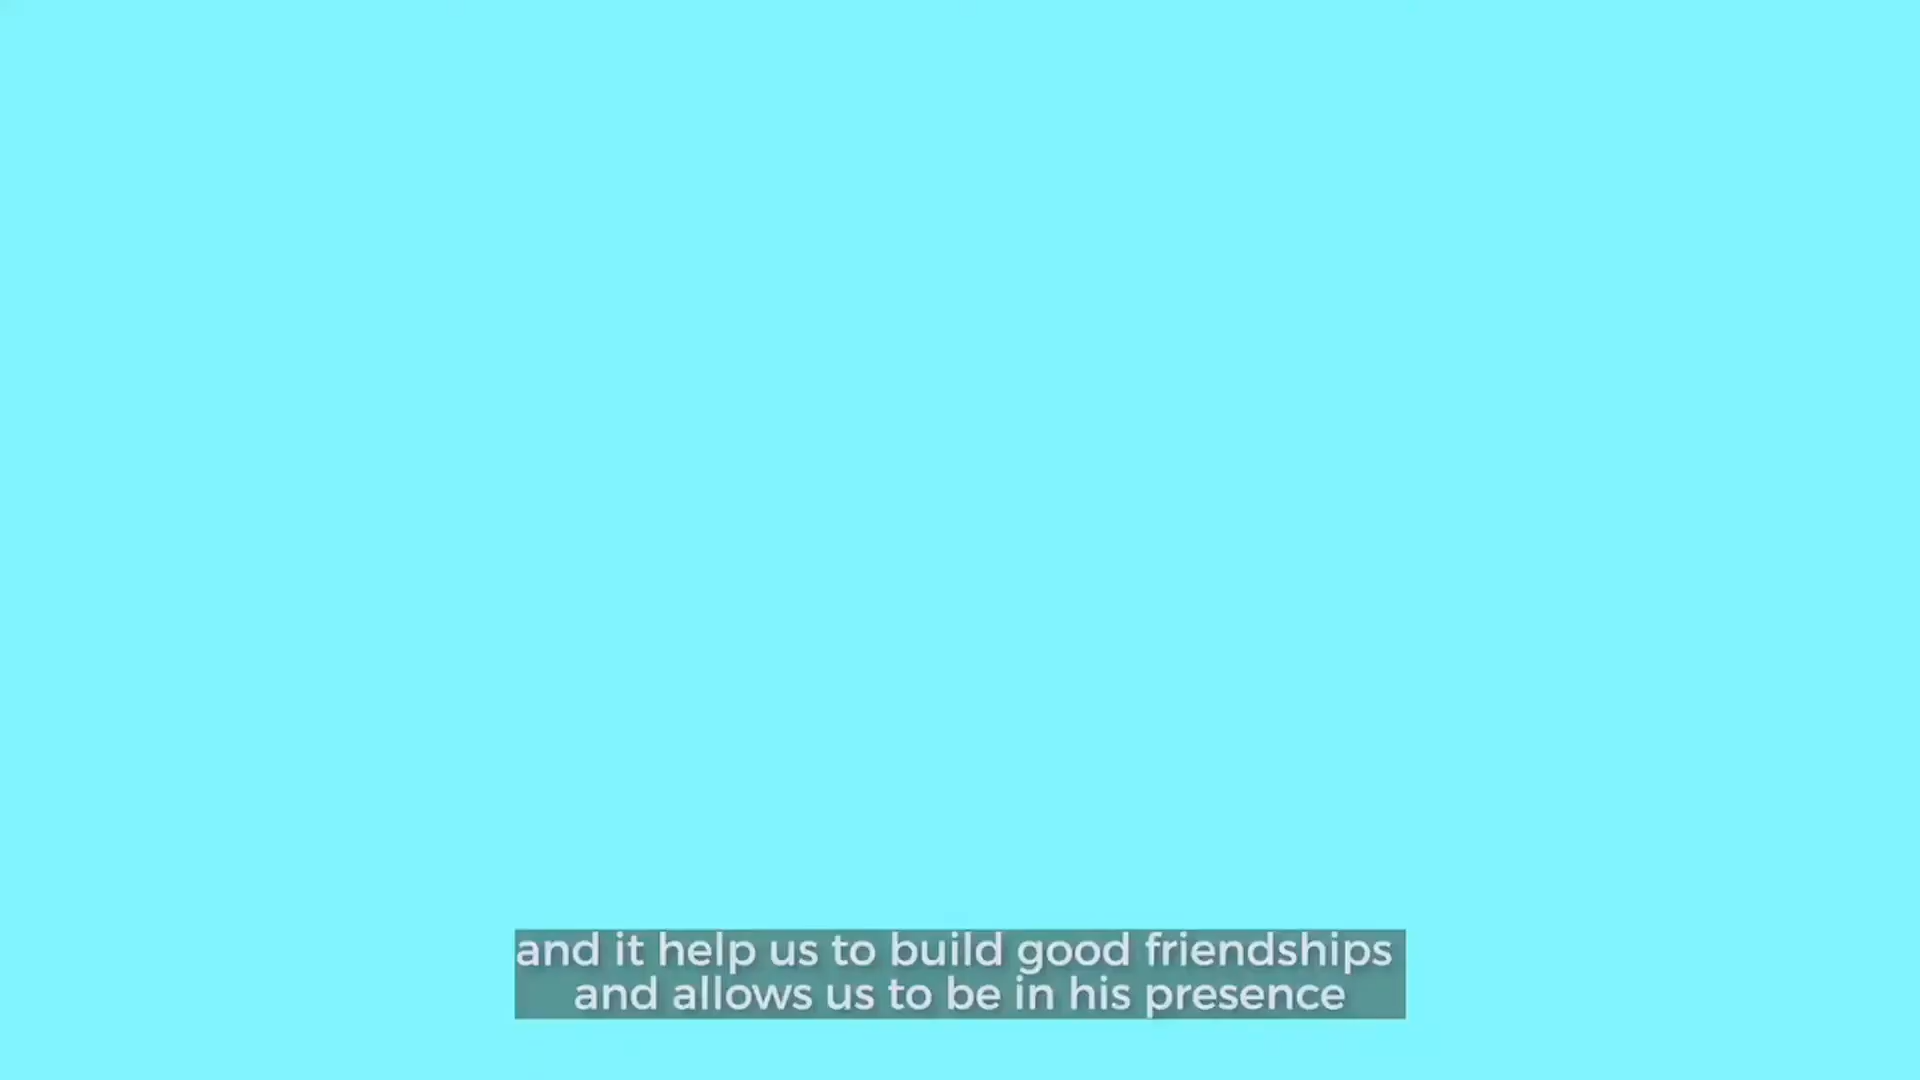 and it help us to build good friendships
and allows us to be in his presence